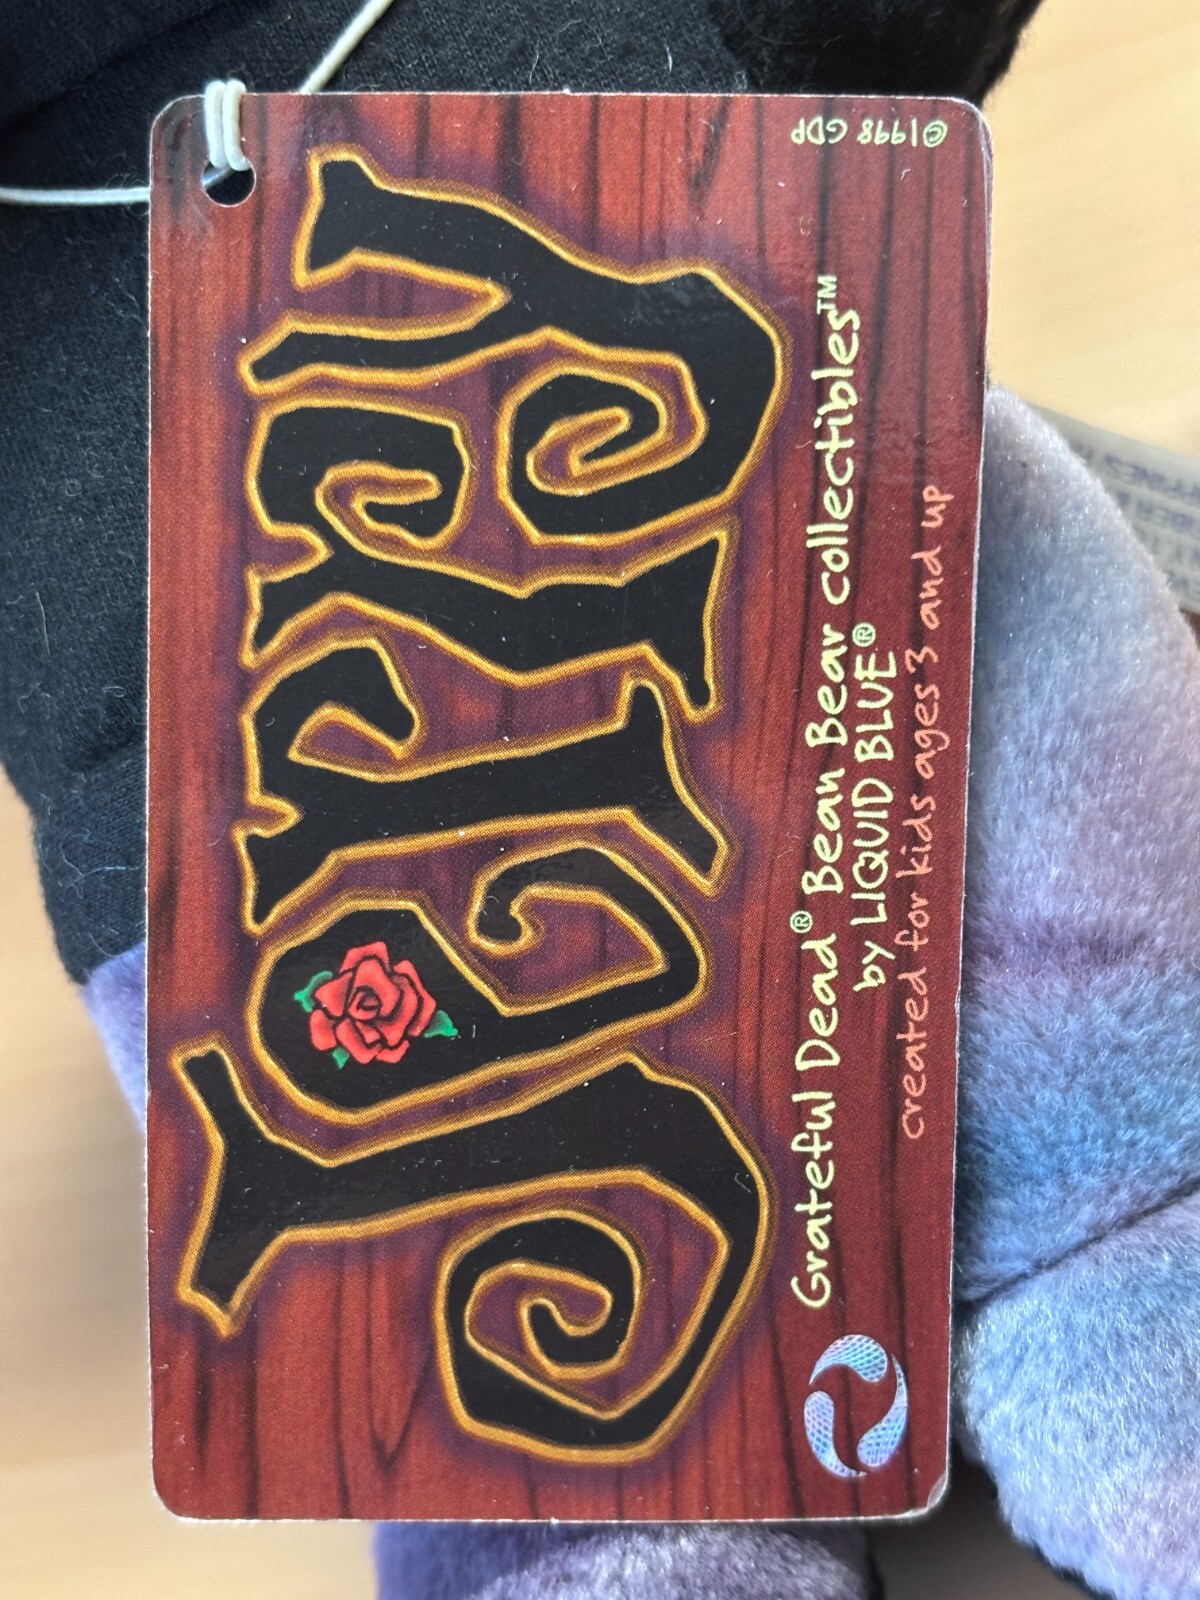 Jerry
Grateful Dead® Bean Bear collectibles™
by LIQUID BLUE®
created for kids ages 3 and up
©1998 GDP